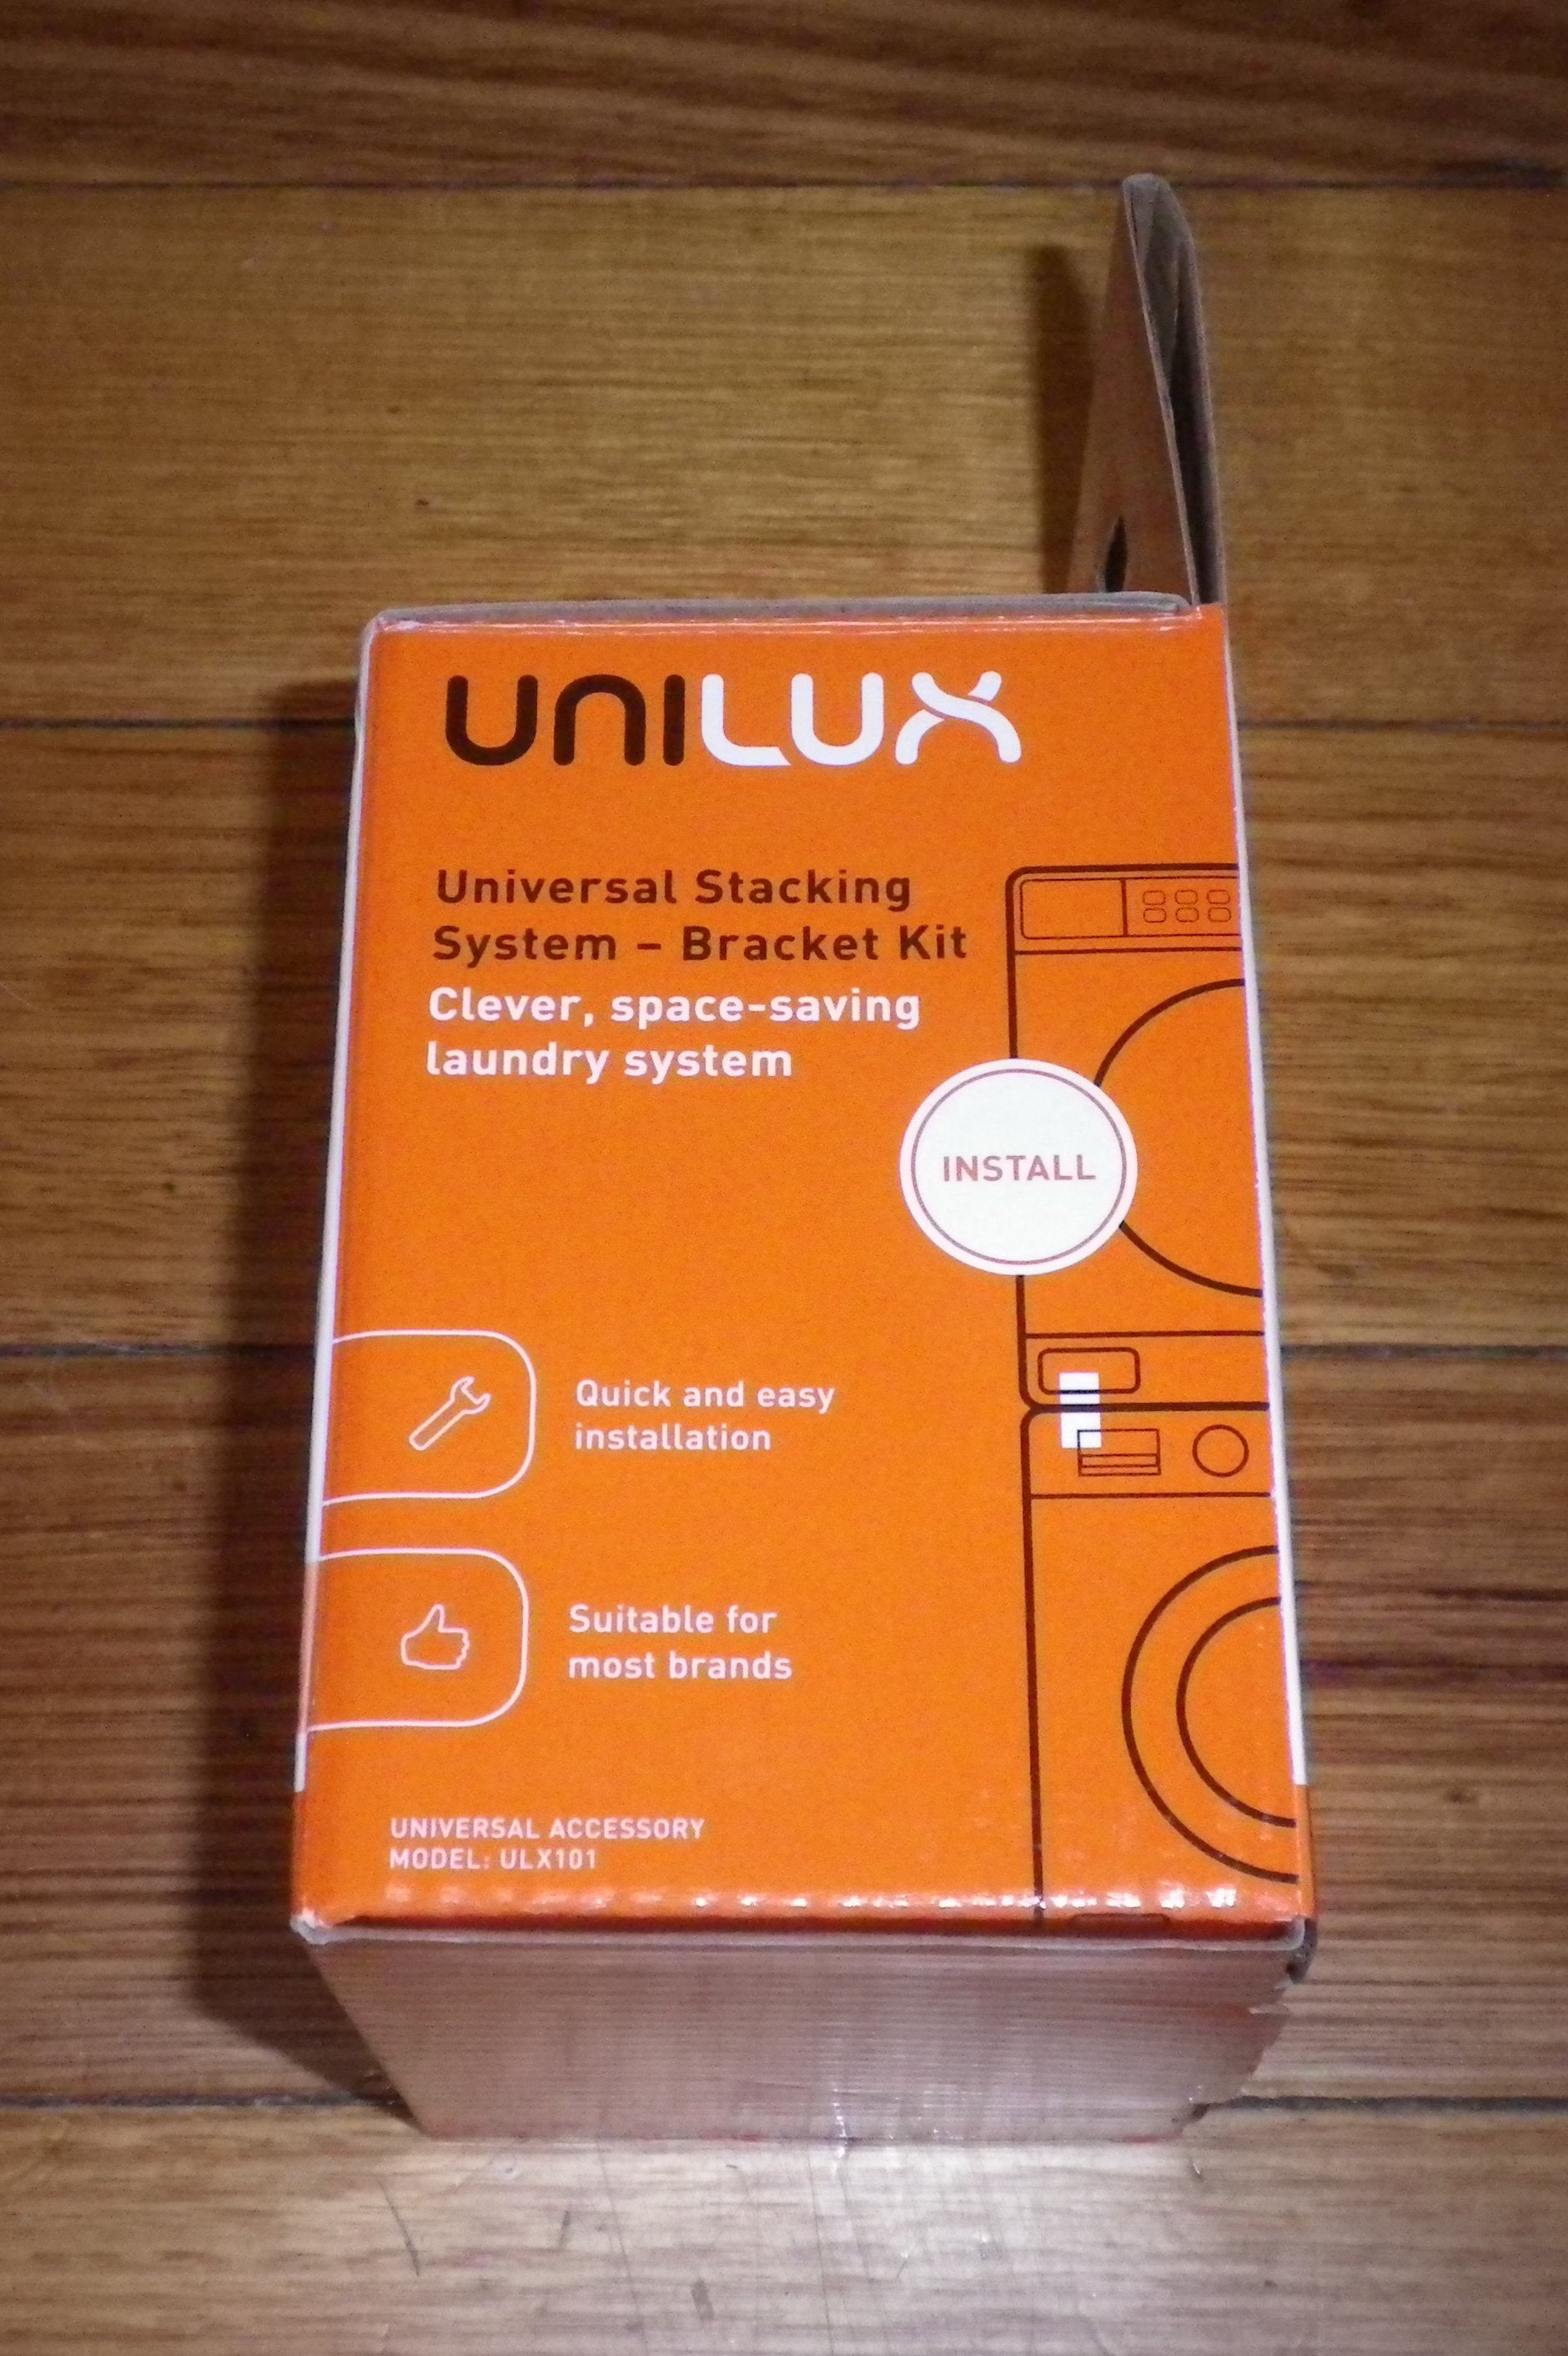 UNILUX
Universal Stacking
System – Bracket Kit
Clever, space-saving
laundry system
INSTALL
Quick and easy
installation
Suitable for
most brands
UNIVERSAL ACCESSORY
MODEL: ULX101